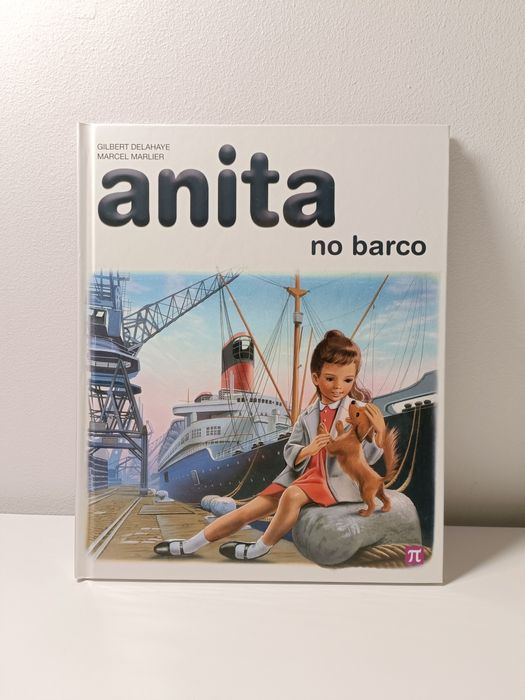 GILBERT DELAHAYE
MARCEL MARLIER
anita
no barco
π